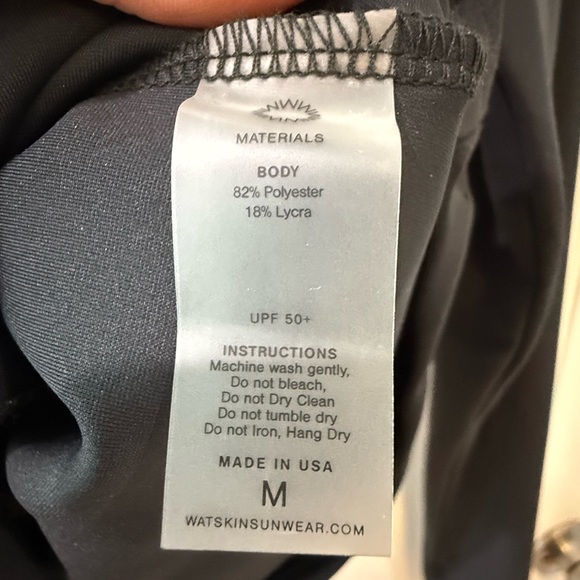 MATERIALS
BODY
82% Polyester
18% Lycra
UPF 50+
INSTRUCTIONS
Machine wash gently,
Do not bleach,
Do not Dry Clean
Do not tumble dry
Do not Iron, Hang Dry
MADE IN USA
M
WATSKINSUNWEAR.COM